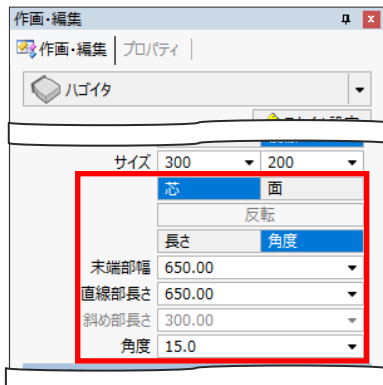 作画・編集
作画・編集 プロパティ
ハゴイタ
サイズ 300 200
芯 面
反転
長さ 角度
末端部幅 650.00
直線部長さ 650.00
斜め部長さ 300.00
角度 15.0